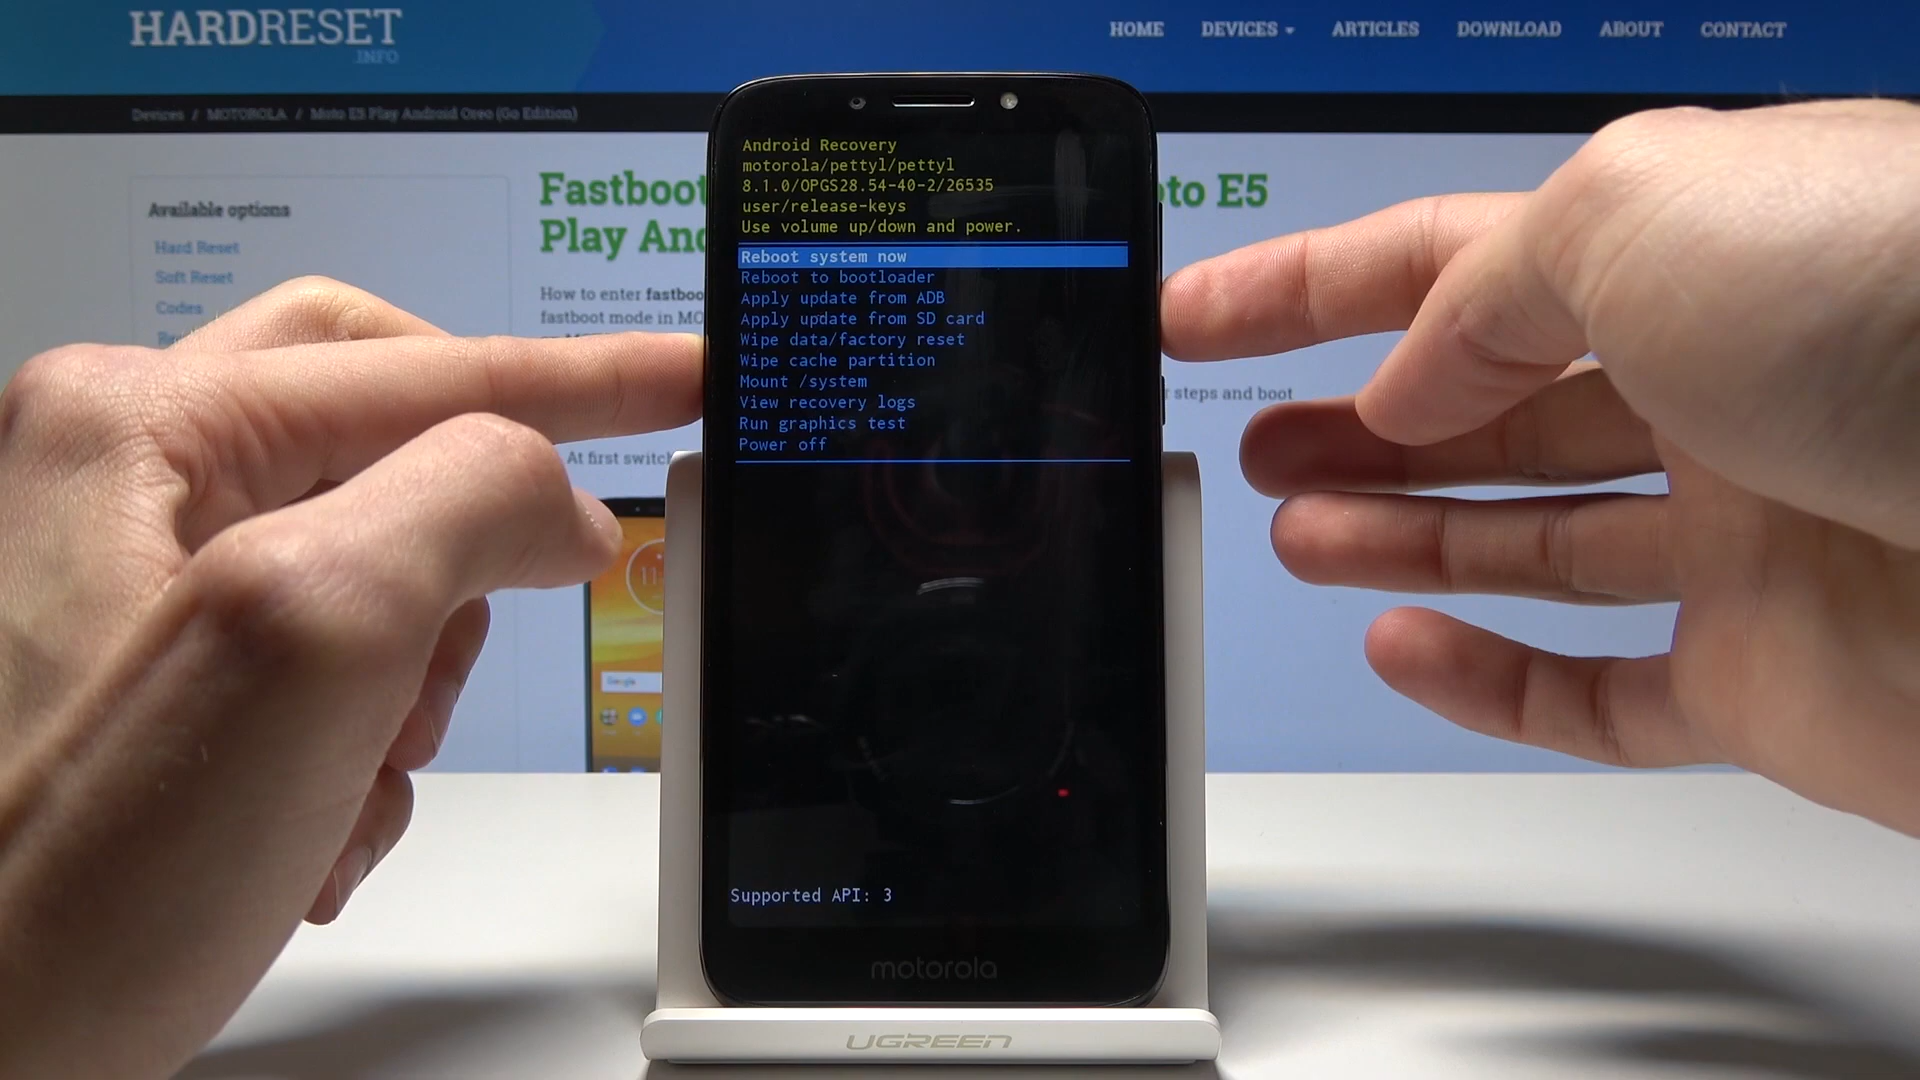 HARDRESET
.INFO
HOME DEVICES ARTICLES DOWNLOAD ABOUT CONTACT
Devices / MOTOROLA / Moto E5 Play Android Oreo (Go Edition)
Available options
Hard Reset
Soft Reset
Codes
Fastboot
to E5
Play And
How to enter fastboo
fastboot mode in MO
r steps and boot
At first switch
Google
Android Recovery
motorola/pettyl/pettyl
8.1.0/OPGS28.54-40-2/26535
user/release-keys
Use volume up/down and power.
Reboot system now
Reboot to bootloader
Apply update from ADB
Apply update from SD card
Wipe data/factory reset
Wipe cache partition
Mount /system
View recovery logs
Run graphics test
Power off
Supported API: 3
motorola
UGREEN